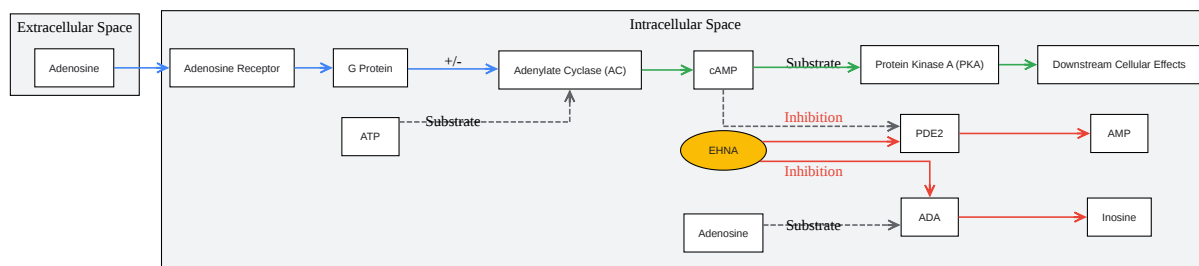 Extracellular Space
Intracellular Space
Adenosine
Adenosine Receptor
G Protein
+/-
Adenylate Cyclase (AC)
cAMP
Substrate
Protein Kinase A (PKA)
Downstream Cellular Effects
ATP
Substrate
Inhibition
PDE2
AMP
EHNA
Inhibition
Adenosine
Substrate
ADA
Inosine